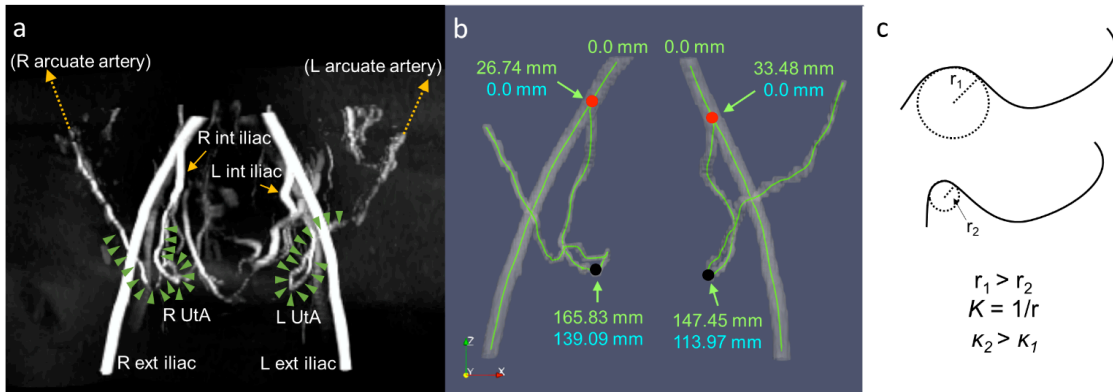 a
(R arcuate artery)
(L arcuate artery)
R int iliac
L int iliac
R UtA
L UtA
R ext iliac
L ext iliac
b
0.0 mm
0.0 mm
26.74 mm
0.0 mm
33.48 mm
0.0 mm
165.83 mm
139.09 mm
147.45 mm
113.97 mm
Z
Y
X
c
r₁
r₂
r₁ > r₂
K = 1/r
κ₂ > κ₁